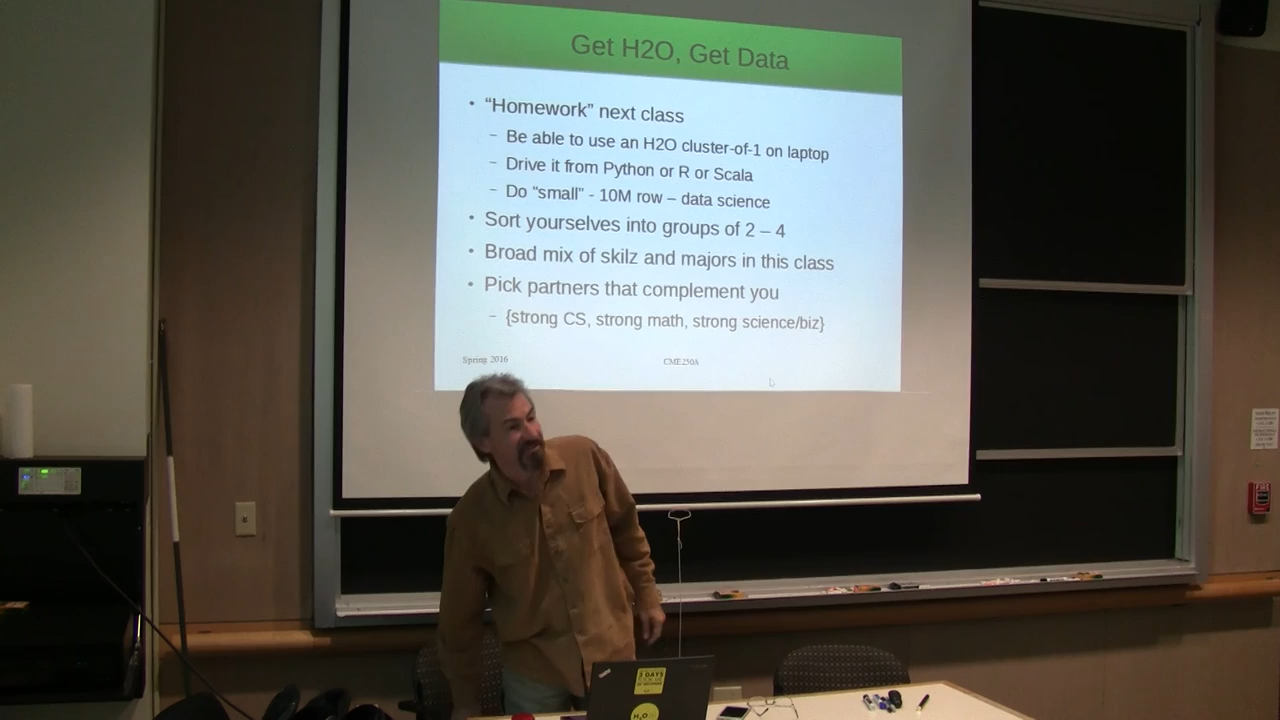 Get H2O, Get Data
• “Homework” next class
– Be able to use an H2O cluster-of-1 on laptop
– Drive it from Python or R or Scala
– Do "small" - 10M row – data science
• Sort yourselves into groups of 2 – 4
• Broad mix of skilz and majors in this class
• Pick partners that complement you
– {strong CS, strong math, strong science/biz}
Spring 2016
CME250A
FIRE
3 DAYS
H2O